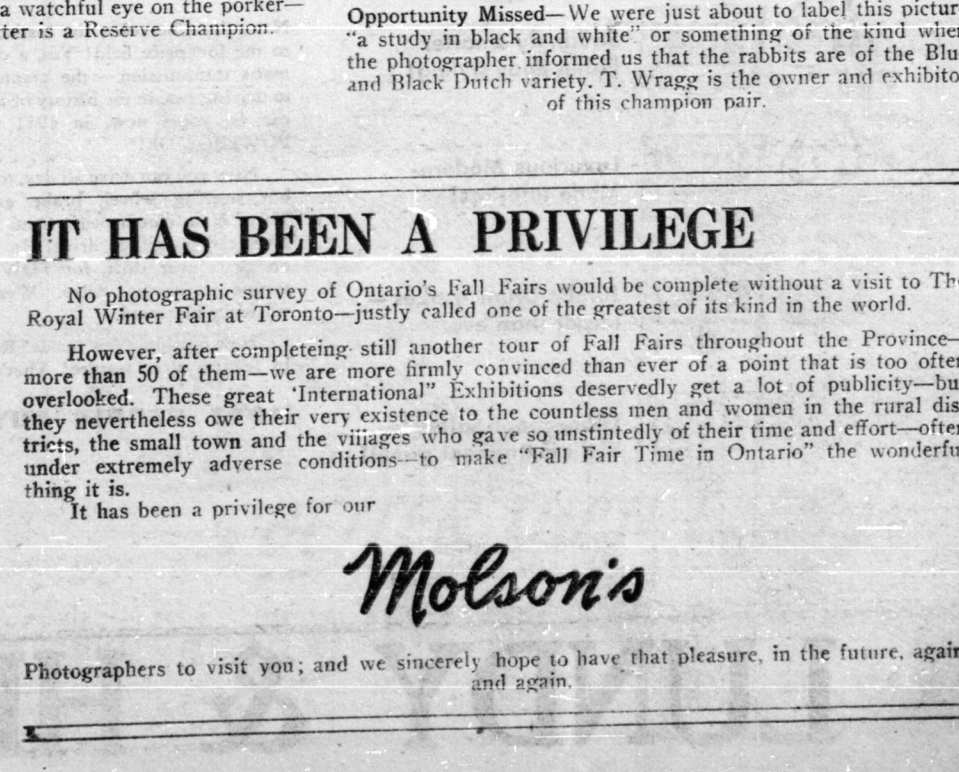 a watchful eye on the porker—
ter is a Reserve Champion.
Opportunity Missed—We were just about to label this pictur
"a study in black and white" or something of the kind when
the photographer informed us that the rabbits are of the Blu
and Black Dutch variety. T. Wragg is the owner and exhibito
of this champion pair.
IT HAS BEEN A PRIVILEGE
No photographic survey of Ontario's Fall Fairs would be complete without a visit to Th
Royal Winter Fair at Toronto—justly called one of the greatest of its kind in the world.
However, after completeing still another tour of Fall Fairs throughout the Province—
more than 50 of them—we are more firmly convinced than ever of a point that is too often
overlooked. These great 'International" Exhibitions deservedly get a lot of publicity—bu
they nevertheless owe their very existence to the countless men and women in the rural dis
tricts, the small town and the villages who gave so unstintedly of their time and effort—often
under extremely adverse conditions—to make "Fall Fair Time in Ontario" the wonderfu
thing it is.
It has been a privilege for our
Molson's
Photographers to visit you; and we sincerely hope to have that pleasure, in the future, again
and again.